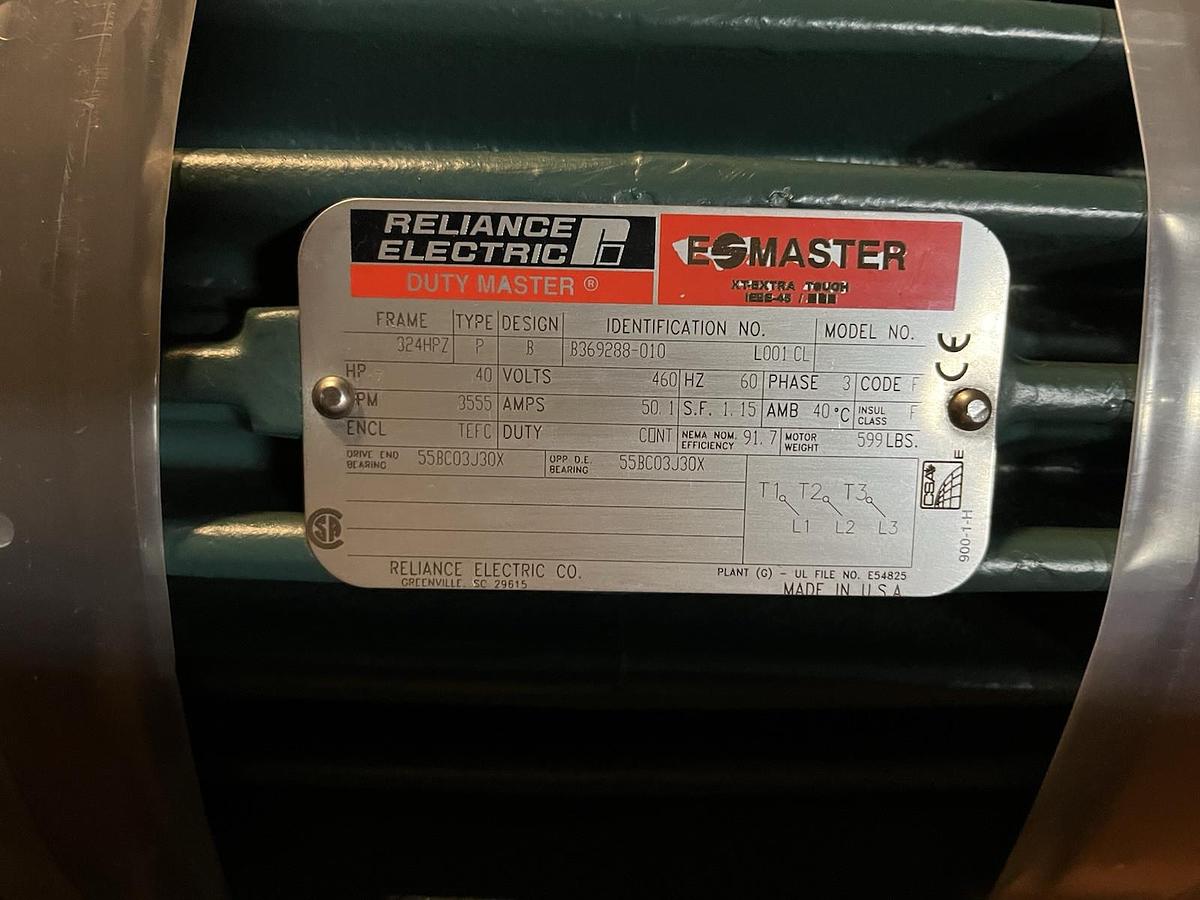 RELIANCE
ELECTRIC
DUTY MASTER ®
MASTER
XT-EXTRA TOUGH
FRAME 324HPZ TYPE P DESIGN B IDENTIFICATION NO. B369288-010 L001 CL MODEL NO.
HP 40 VOLTS 460 HZ 60 PHASE 3 CODE F
PM 3555 AMPS 50.1 S.F. 1.15 AMB 40°C INSUL CLASS F
ENCL TEFC DUTY CONT NEMA NOM. EFFICIENCY 91.7 MOTOR WEIGHT 599 LBS.
DRIVE END BEARING 55BC03J30X OPP D.E. BEARING 55BC03J30X
T1 T2 T3
L1 L2 L3
RELIANCE ELECTRIC CO.
GREENVILLE, SC 29615
PLANT (G) - UL FILE NO. E54825
MADE IN U.S.A.
CE
CSA
E
900-1-H